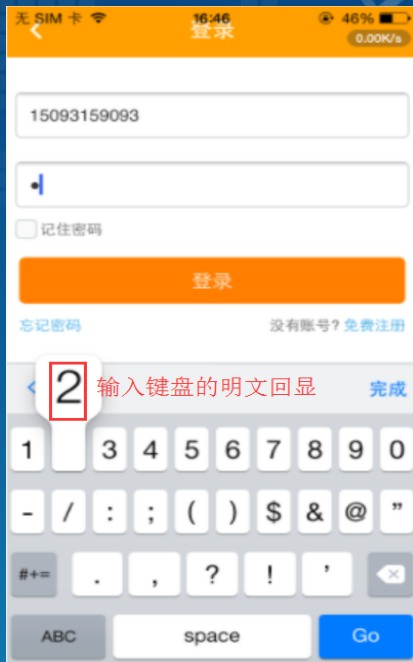 无 SIM 卡 16:46 46%
登录 0.00K/s
15093159093
记住密码
登录
忘记密码 没有账号? 免费注册
2 输入键盘的明文回显 完成
1 3 4 5 6 7 8 9 0
- / : ; ( ) $ & @ ”
#+= . , ? ! ’
ABC space Go